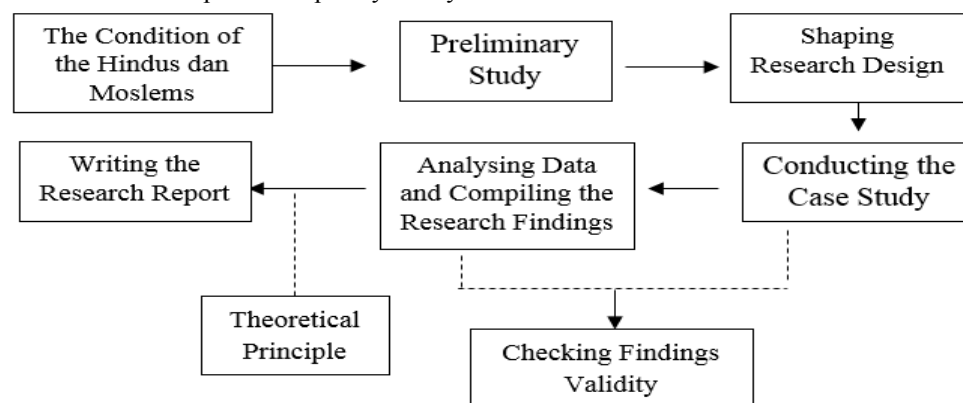 The Condition of
the Hindus dan
Moslems
Preliminary
Study
Shaping
Research Design
Writing the
Research Report
Analysing Data
and Compiling the
Research Findings
Conducting the
Case Study
Theoretical
Principle
Checking Findings
Validity